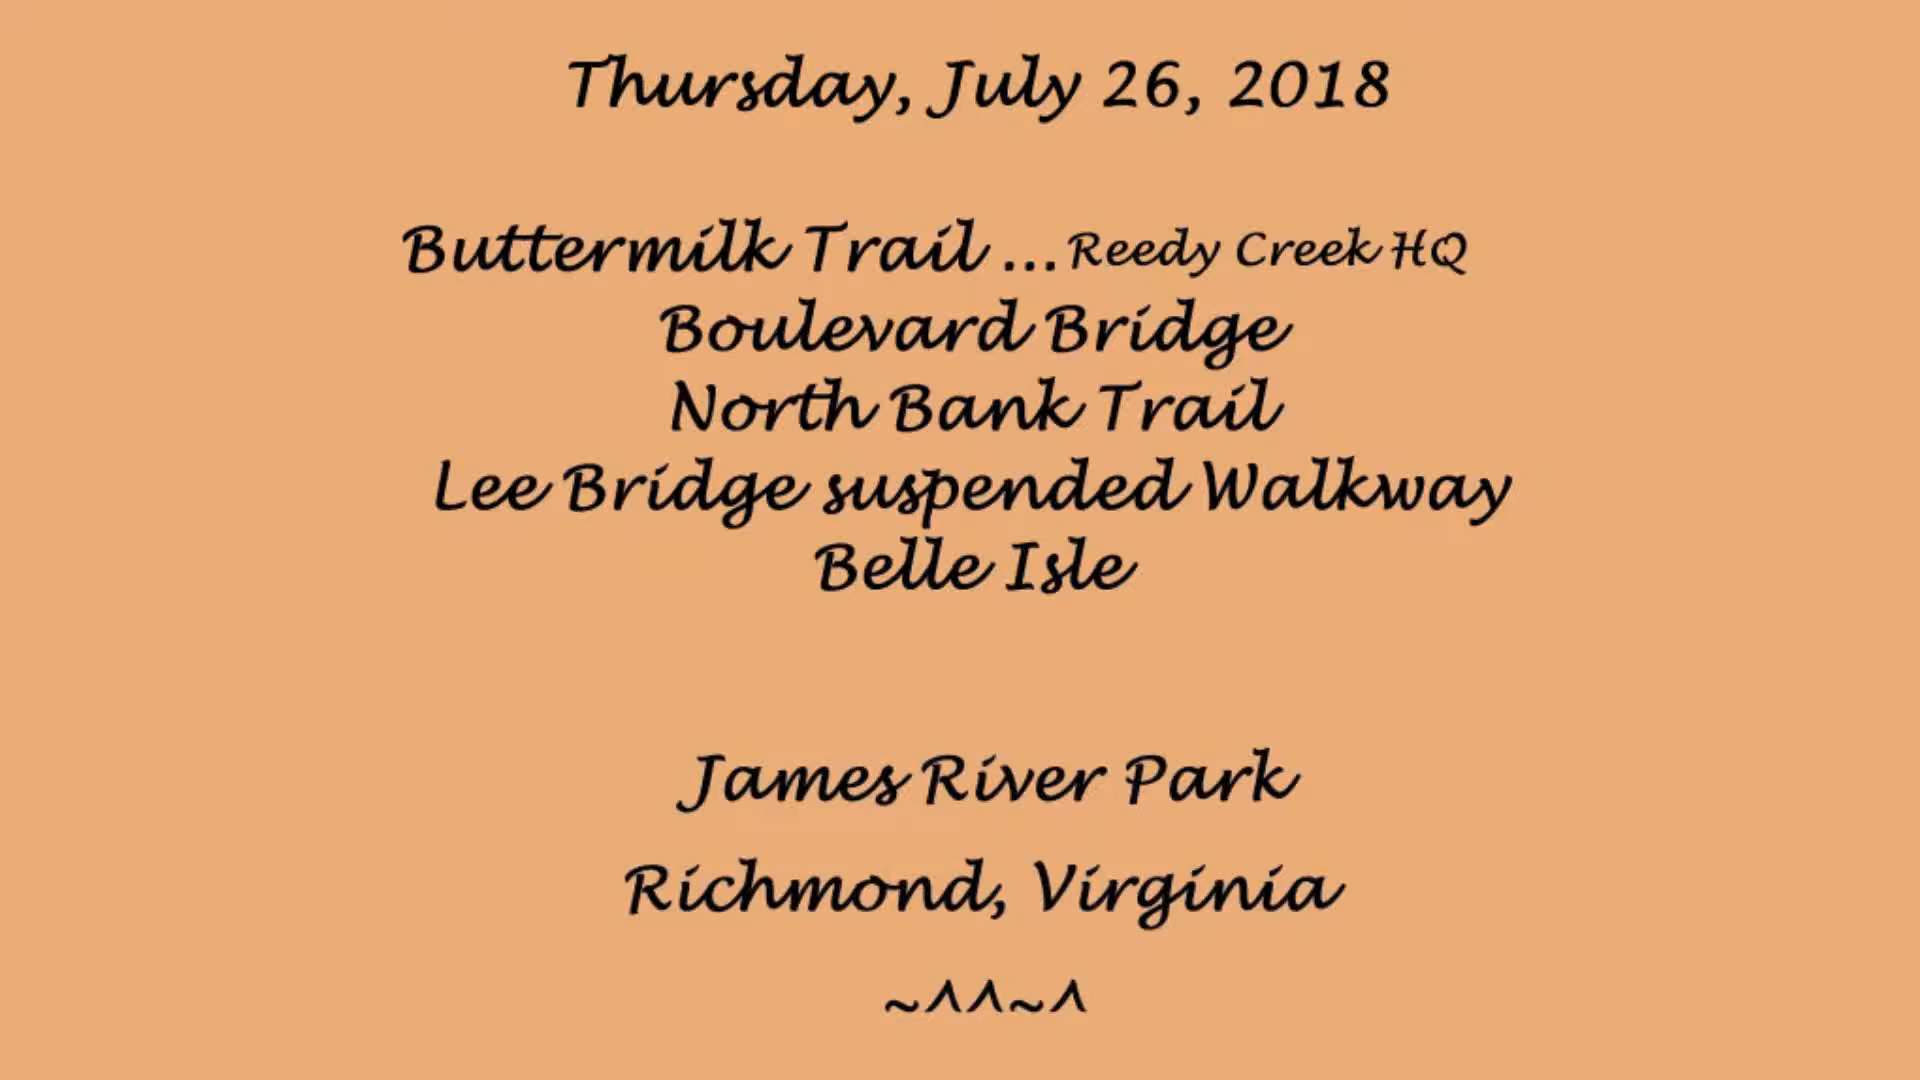 Thursday, July 26, 2018
Buttermilk Trail ... Reedy Creek HQ
Boulevard Bridge
North Bank Trail
Lee Bridge suspended Walkway
Belle Isle
James River Park
Richmond, Virginia
~^^~^